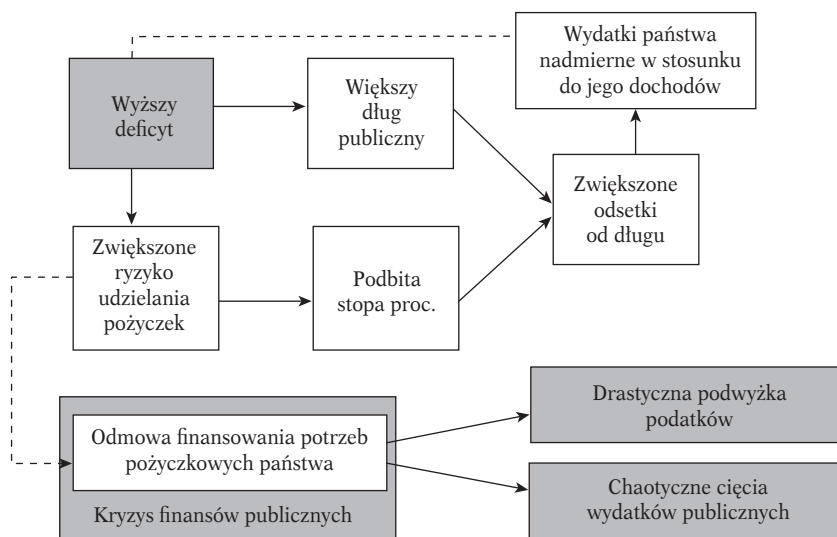 Wydatki państwa
nadmierne w stosunku
do jego dochodów
Wyższy
deficyt
Większy
dług
publiczny
Zwiększone
odsetki
od długu
Zwiększone
ryzyko
udzielania
pożyczek
Podbita
stopa proc.
Drastyczna podwyżka
podatków
Odmowa finansowania potrzeb
pożyczkowych państwa
Kryzys finansów publicznych
Chaotyczne cięcia
wydatków publicznych